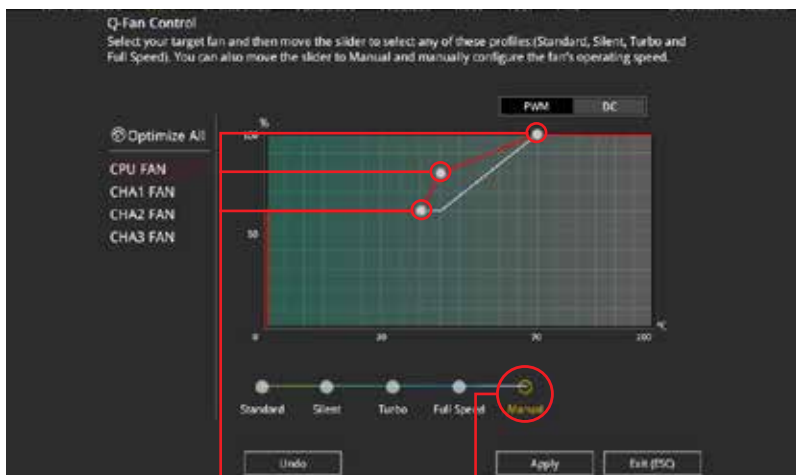 Q-Fan Control
Select your target fan and then move the slider to select any of these profiles:(Standard, Silent, Turbo and
Full Speed). You can also move the slider to Manual and manually configure the fan's operating speed.
PWM DC
%
Optimize All
100
CPU FAN
CHA1 FAN
CHA2 FAN
CHA3 FAN
50
°C
0 30 70 100
Standard Silent Turbo Full Speed Manual
Undo Apply Exit (ESC)